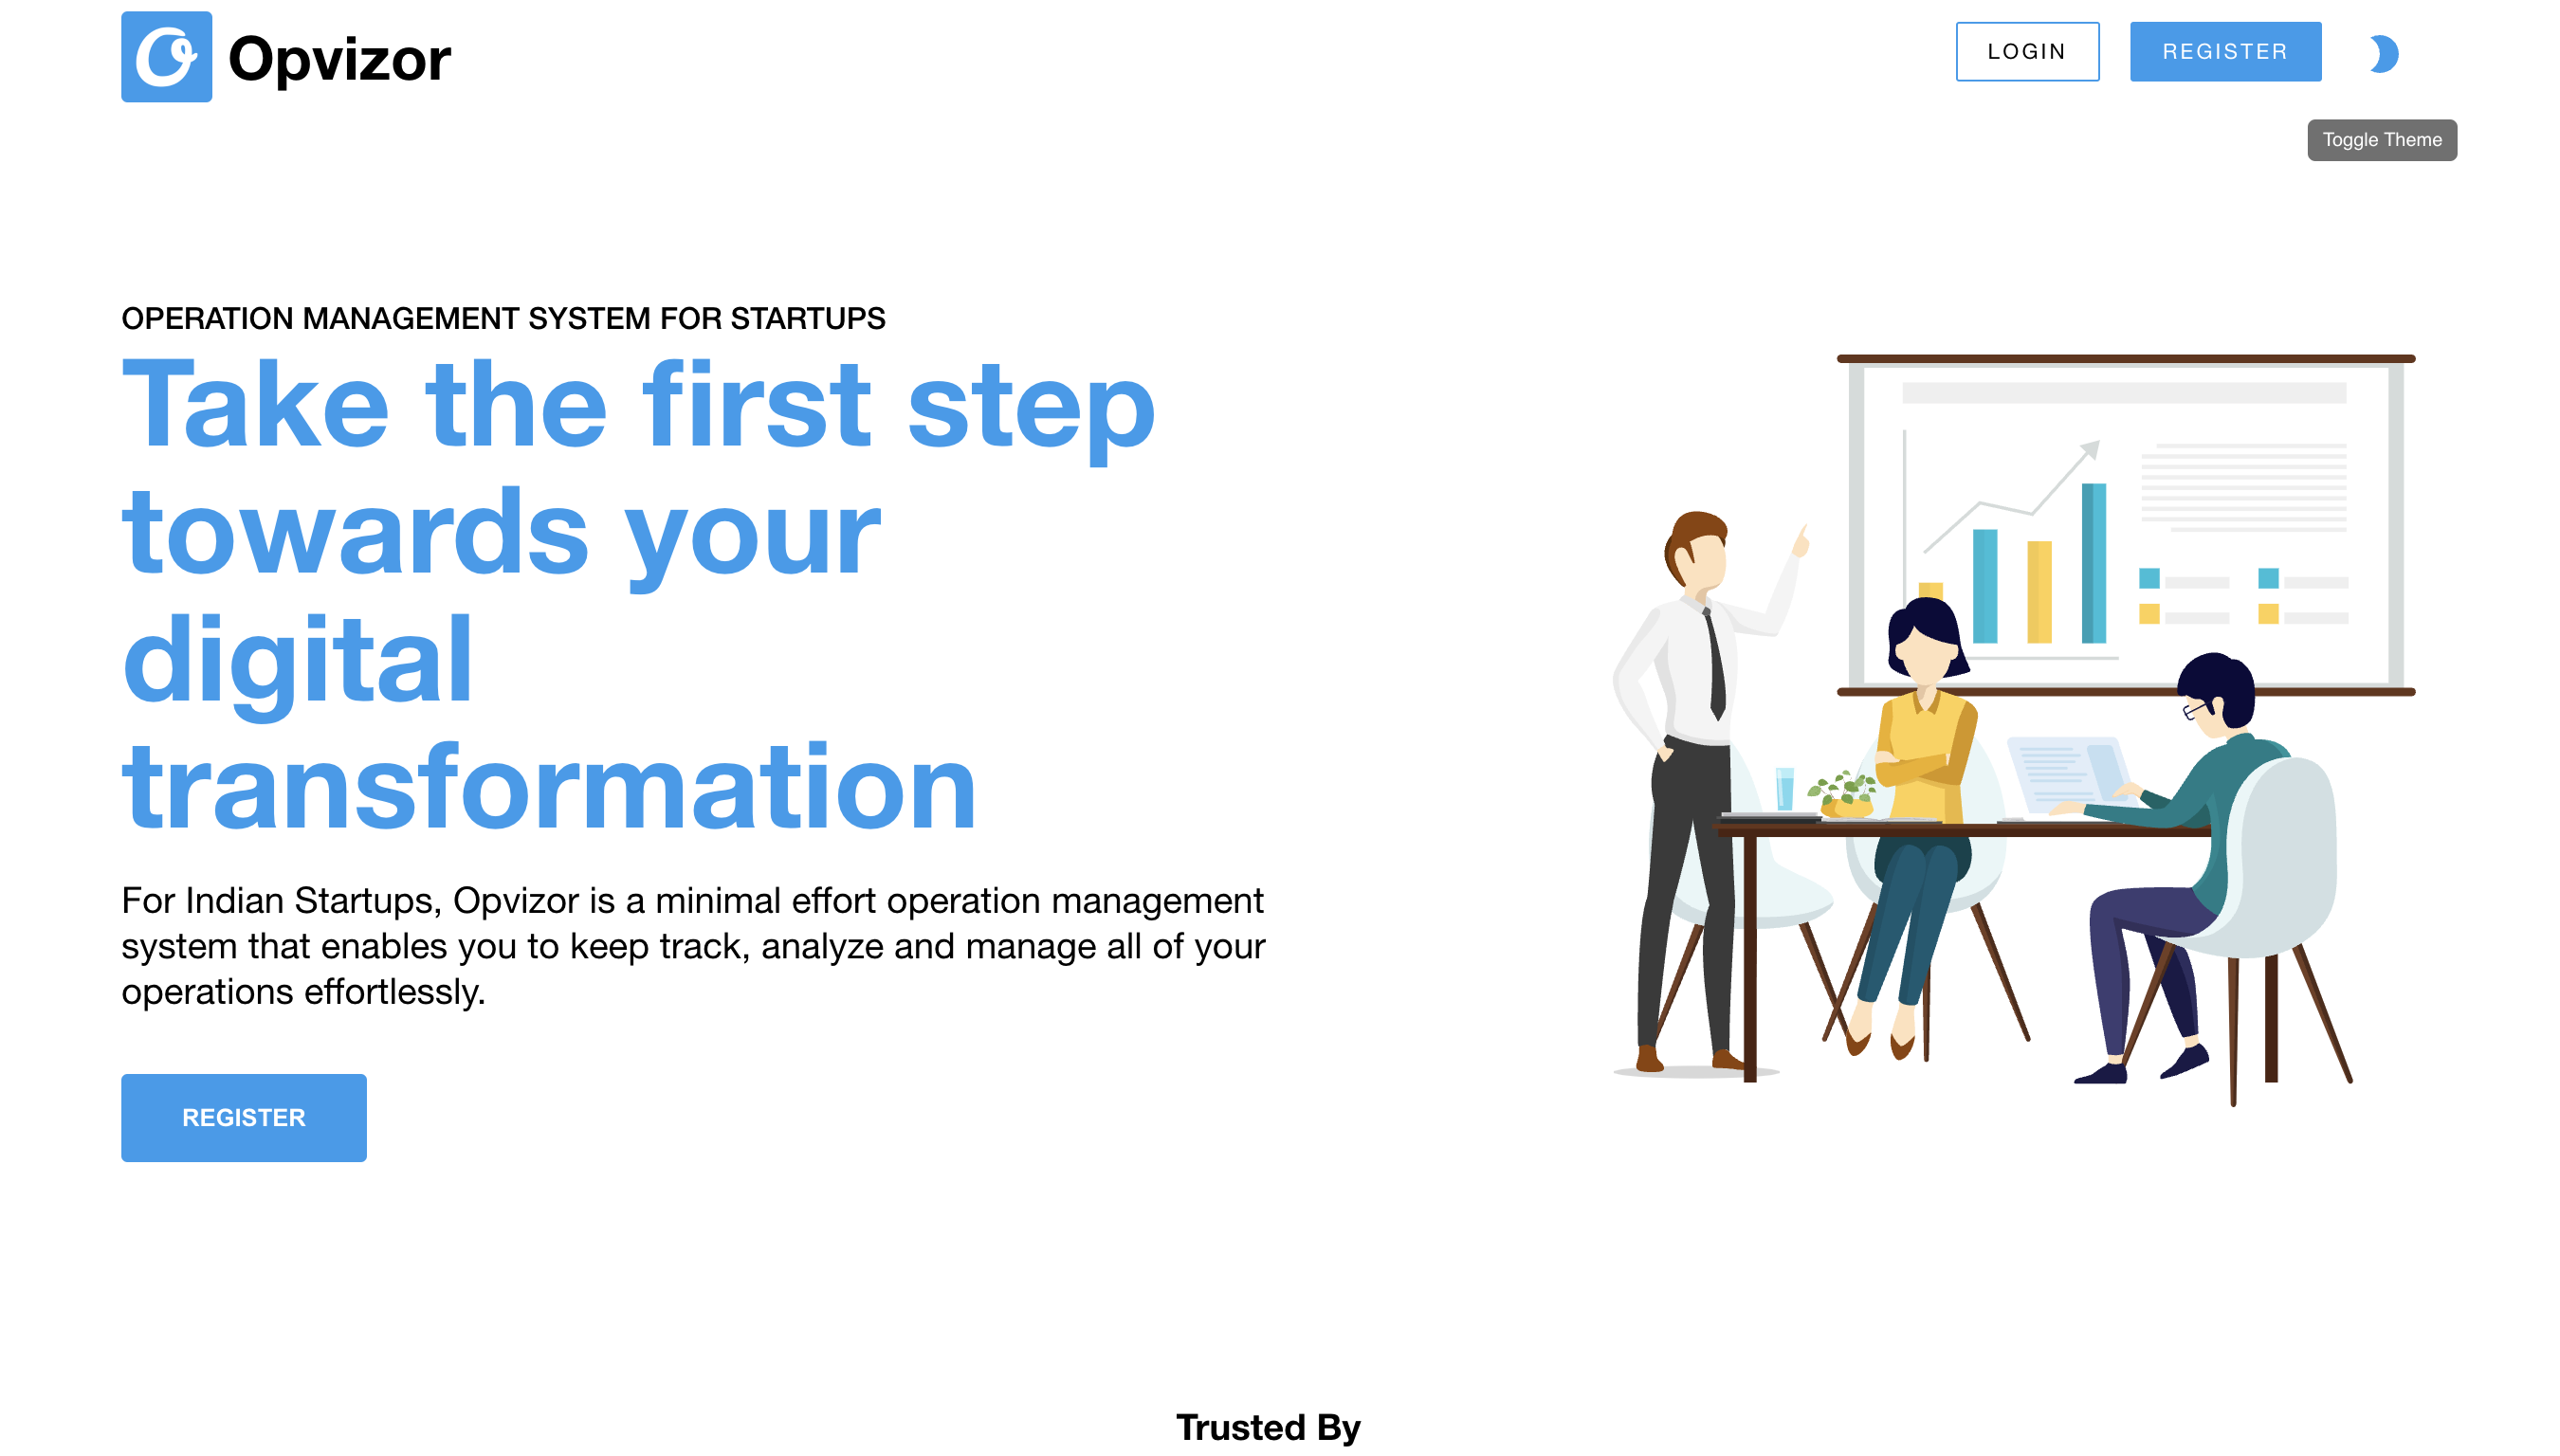 Opvizor
LOGIN
REGISTER
Toggle Theme
OPERATION MANAGEMENT SYSTEM FOR STARTUPS
Take the first step
towards your
digital
transformation
For Indian Startups, Opvizor is a minimal effort operation management
system that enables you to keep track, analyze and manage all of your
operations effortlessly.
REGISTER
Trusted By